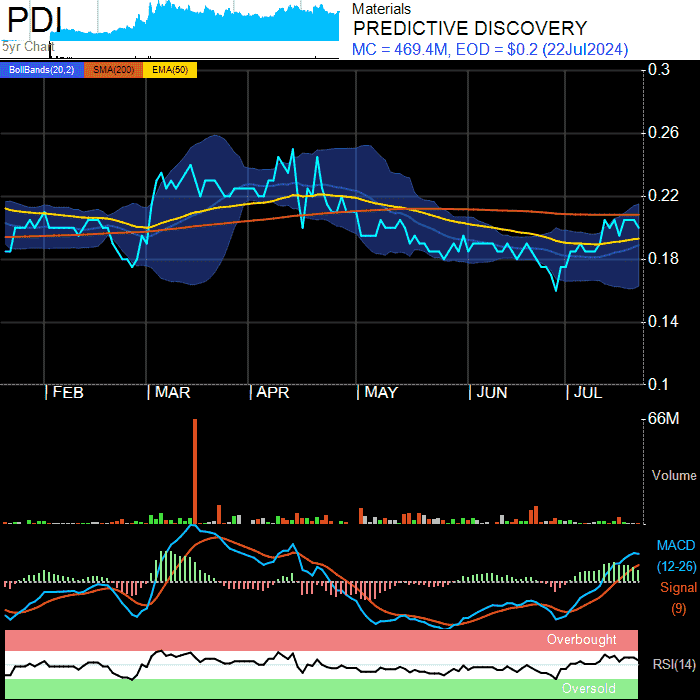 PDI
5yr Chart
Materials
PREDICTIVE DISCOVERY
MC = 469.4M, EOD = $0.2 (22Jul2024)
BollBands(20,2) SMA(200) EMA(50)
0.3
0.26
0.22
0.18
0.14
0.1
FEB MAR APR MAY JUN JUL
66M
Volume
MACD
(12-26)
Signal
(9)
Overbought
RSI(14)
Oversold